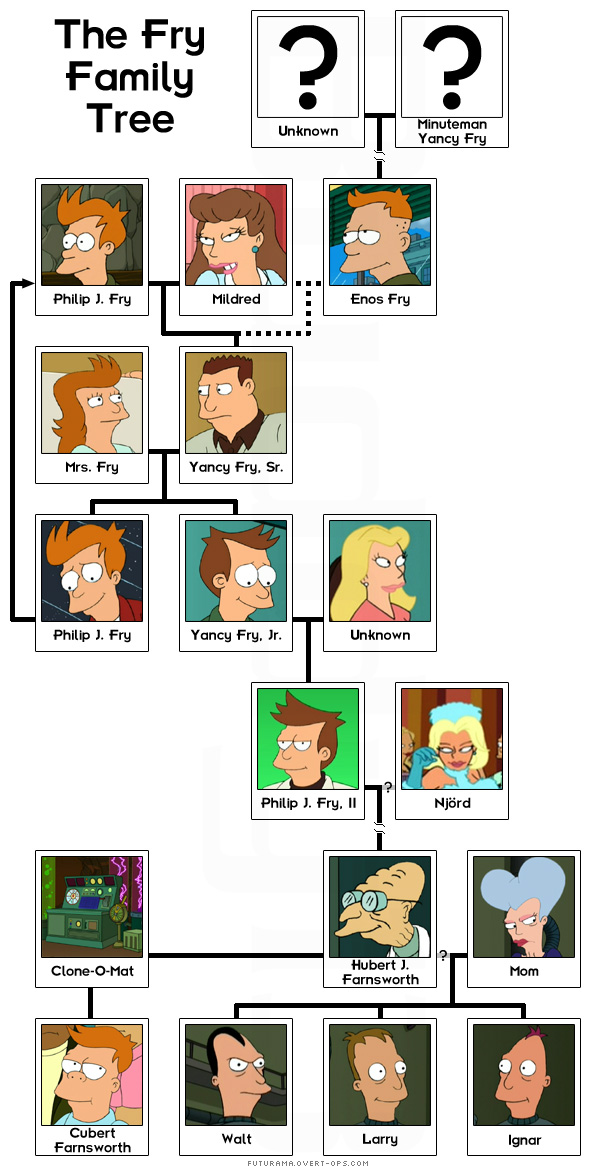 The Fry
Family
Tree
?
?
Unknown
Minuteman
Yancy Fry
Philip J. Fry
Mildred
Enos Fry
Mrs. Fry
Yancy Fry, Sr.
Philip J. Fry
Yancy Fry, Jr.
Unknown
Philip J. Fry, II
?
Njörd
Clone-O-Mat
Hubert J.
Farnsworth
?
Mom
Cubert
Farnsworth
Walt
Larry
Ignar
FUTURAMA.OVERT-OPS.COM